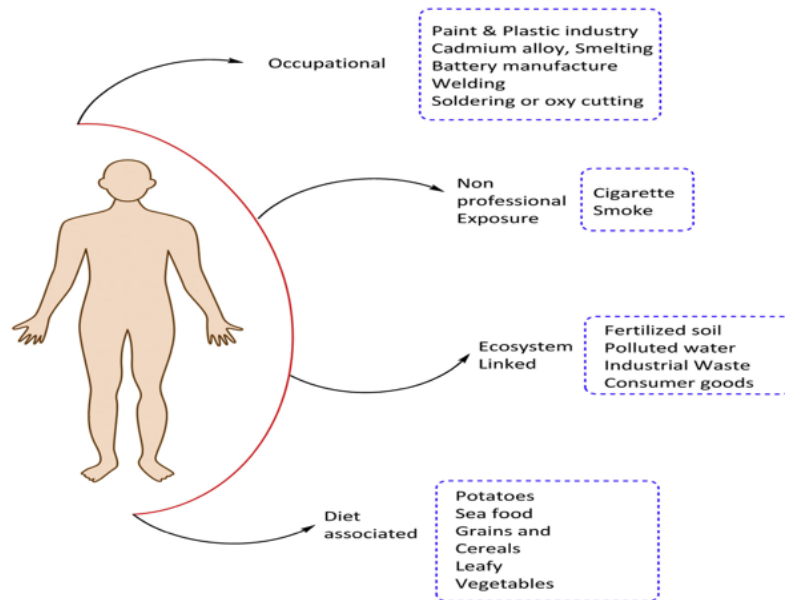 Occupational
Paint & Plastic industry
Cadmium alloy, Smelting
Battery manufacture
Welding
Soldering or oxy cutting
Non
professional
Exposure
Cigarette
Smoke
Ecosystem
Linked
Fertilized soil
Polluted water
Industrial Waste
Consumer goods
Diet
associated
Potatoes
Sea food
Grains and
Cereals
Leafy
Vegetables